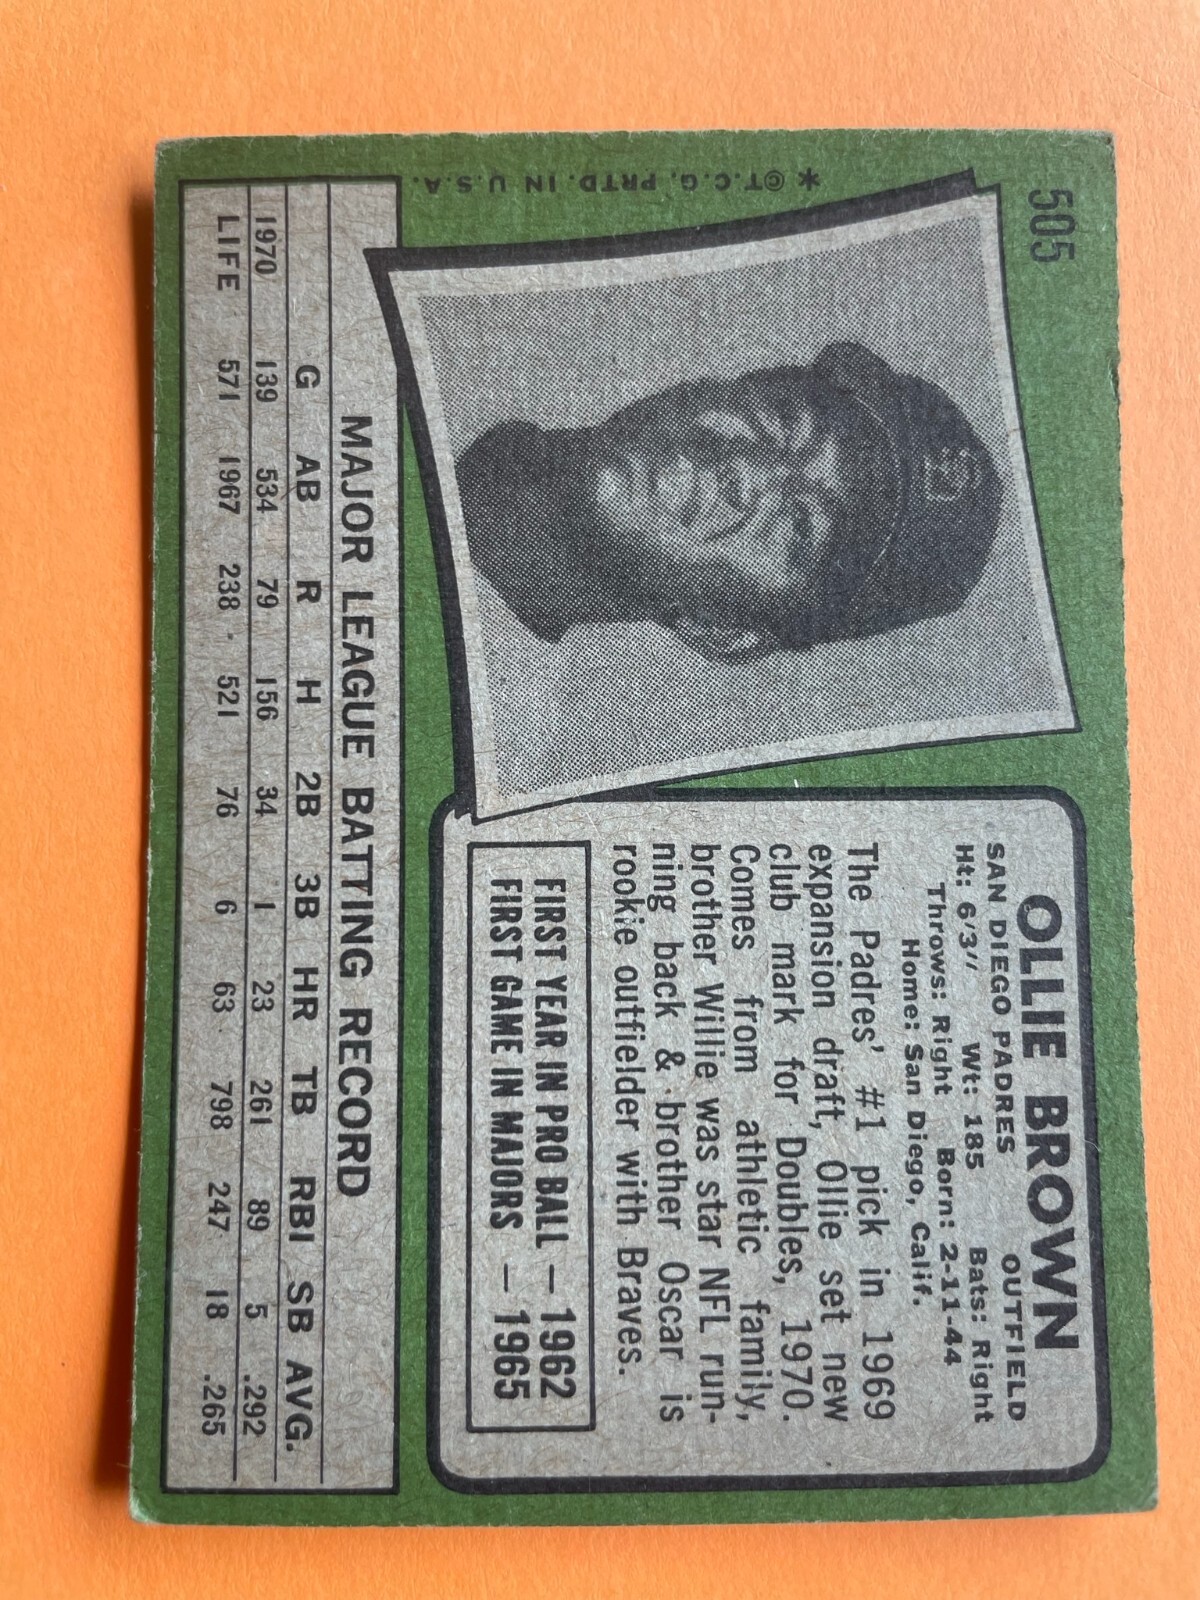 505
OLLIE BROWN
SAN DIEGO PADRES OUTFIELD
Ht: 6'3" Wt: 185 Bats: Right
Throws: Right Born: 2-11-44
Home: San Diego, Calif.
The Padres' #1 pick in 1969
expansion draft, Ollie set new
club mark for Doubles, 1970.
Comes from athletic family,
brother Willie was star NFL run-
ning back & brother Oscar is
rookie outfielder with Braves.
FIRST YEAR IN PRO BALL — 1962
FIRST GAME IN MAJORS — 1965
* ©T.C.G. PRTD. IN U.S.A.
MAJOR LEAGUE BATTING RECORD
G AB R H 2B 3B HR TB RBI SB AVG.
1970 139 534 79 156 34 1 23 261 89 5 .292
LIFE 571 1967 238 521 76 6 63 798 247 18 .265